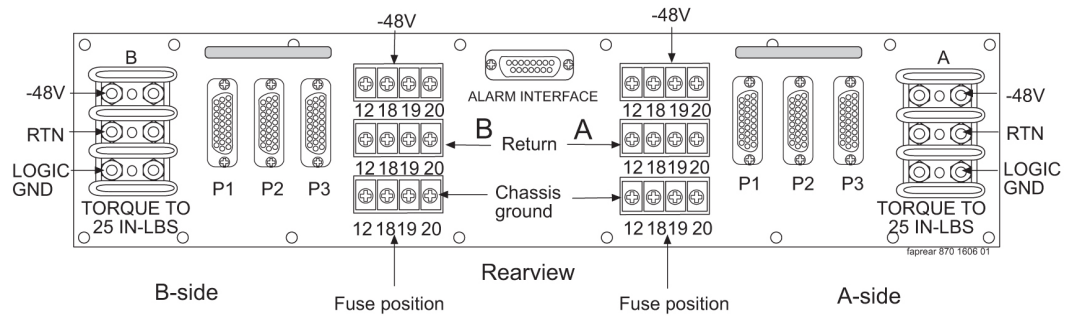 -48V
-48V
B
A
-48V
-48V
ALARM INTERFACE
12 18 19 20
12 18 19 20
RTN
B
Return
A
RTN
12 18 19 20
12 18 19 20
LOGIC
GND
P1
P2
P3
Chassis
ground
P1
P2
P3
LOGIC
GND
TORQUE TO
25 IN-LBS
12 18 19 20
12 18 19 20
TORQUE TO
25 IN-LBS
faprear 870 1606 01
Rearview
B-side
A-side
Fuse position
Fuse position